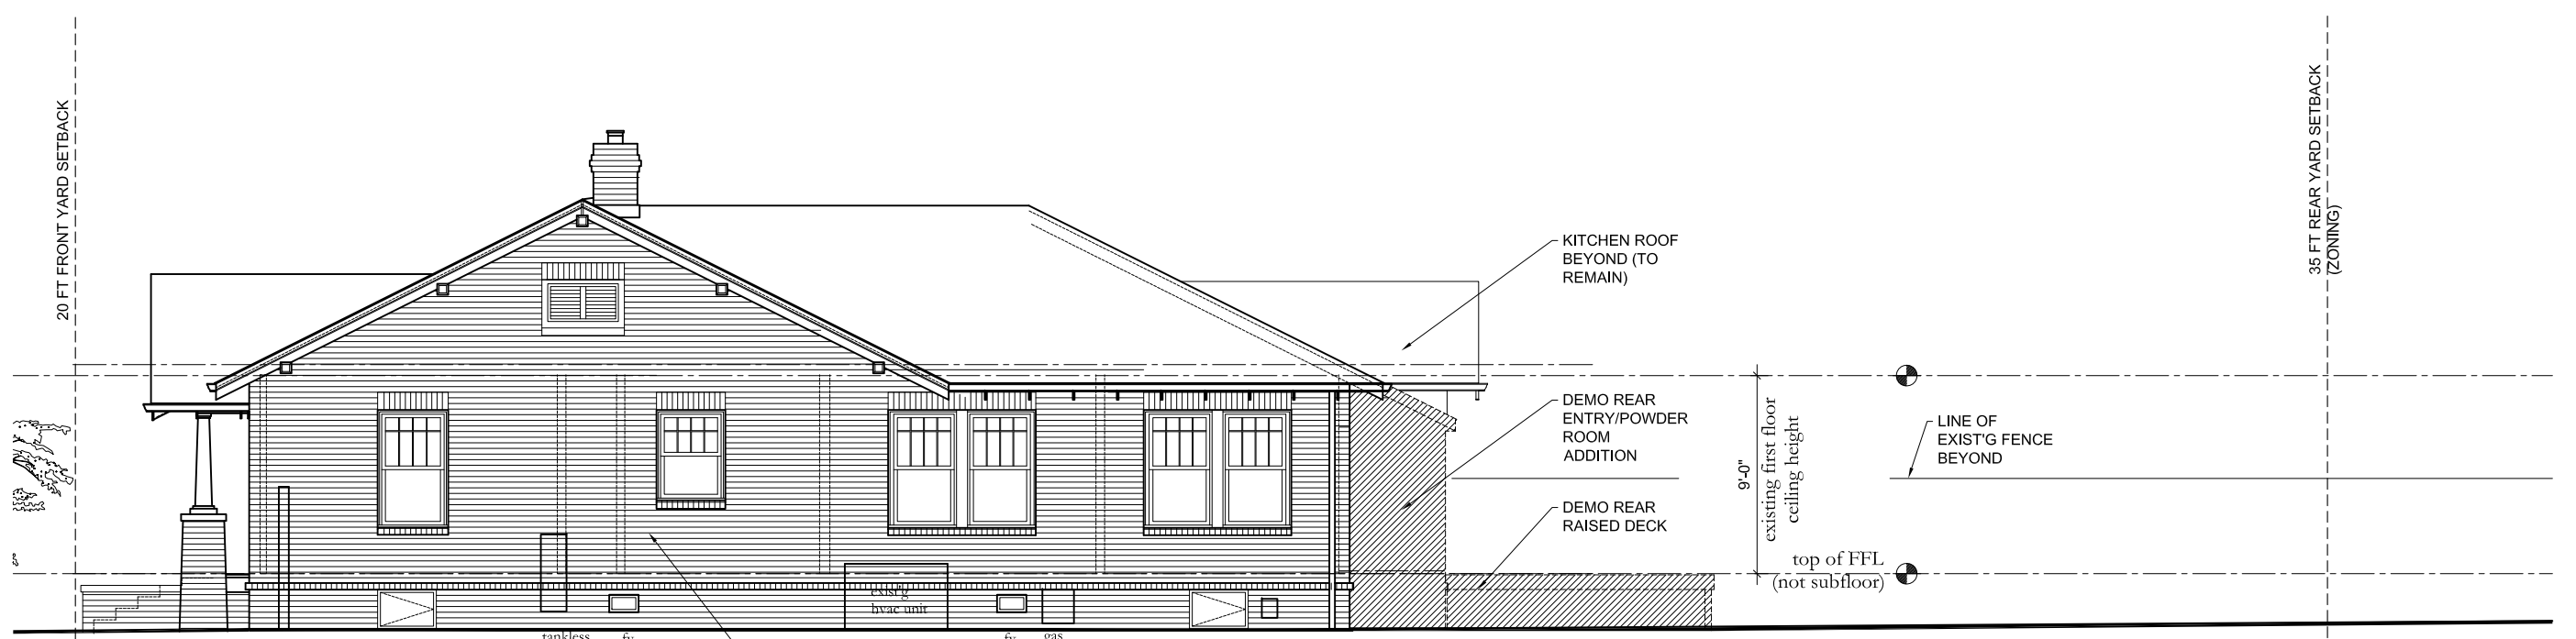 20 FT FRONT YARD SETBACK
KITCHEN ROOF
BEYOND (TO
REMAIN)
35 FT REAR YARD SETBACK
(ZONING)
DEMO REAR
ENTRY/POWDER
ROOM
ADDITION
DEMO REAR
RAISED DECK
9'-0"
existing first floor
ceiling height
LINE OF
EXIST'G FENCE
BEYOND
top of FFL
(not subfloor)
exist'g
hvac unit
tankless
fv
fv
gas